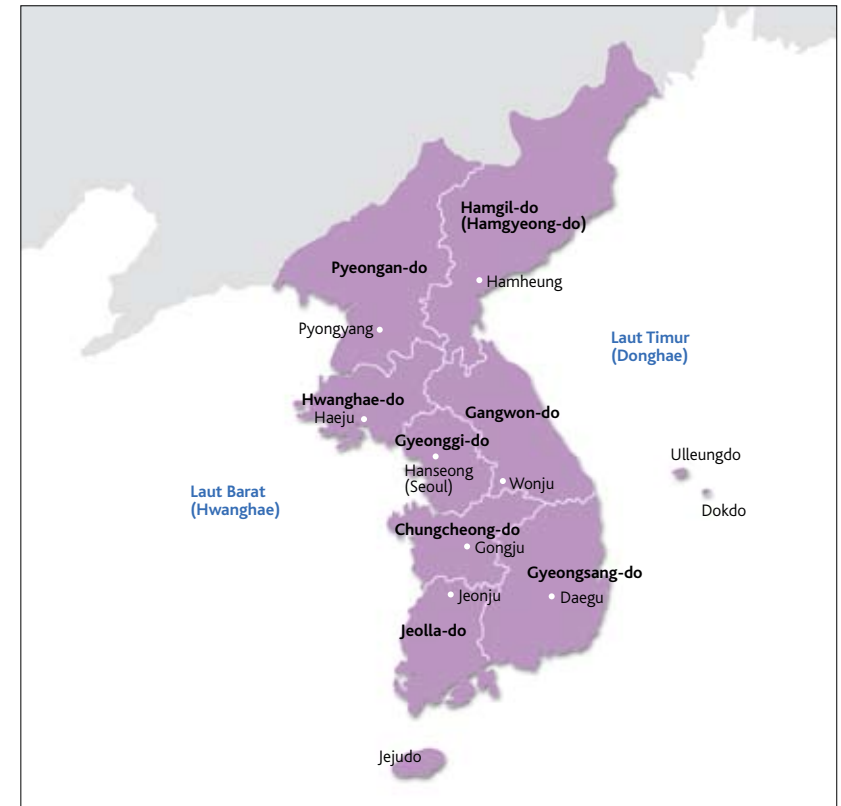 Hamgil-do
(Hamgyeong-do)
Pyeongan-do
Hamheung
Pyongyang
Laut Timur
(Donghae)
Hwanghae-do
Haeju
Gangwon-do
Gyeonggi-do
Hanseong
(Seoul)
Wonju
Ulleungdo
Dokdo
Laut Barat
(Hwanghae)
Chungcheong-do
Gongju
Gyeongsang-do
Jeonju
Daegu
Jeolla-do
Jejudo